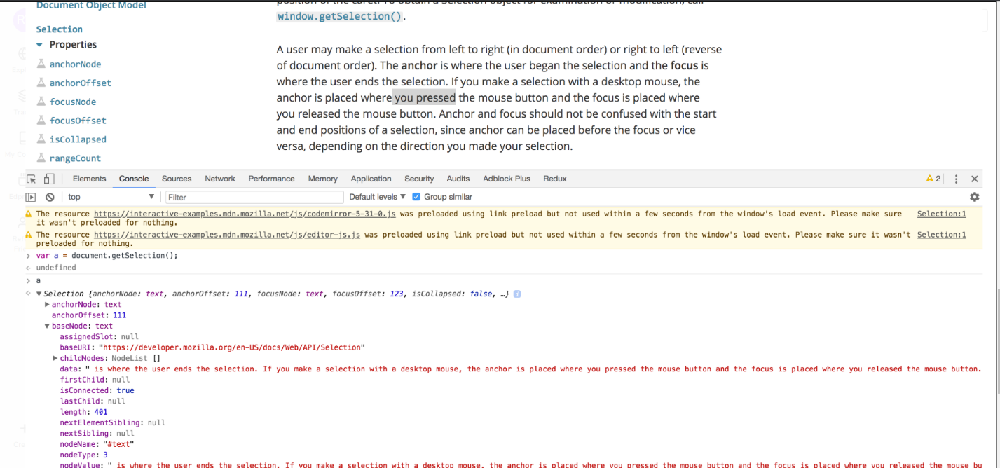 Document Object Model
window.getSelection().
Selection
Properties
anchorNode
anchorOffset
focusNode
focusOffset
isCollapsed
rangeCount
A user may make a selection from left to right (in document order) or right to left (reverse
of document order). The anchor is where the user began the selection and the focus is
where the user ends the selection. If you make a selection with a desktop mouse, the
anchor is placed where you pressed the mouse button and the focus is placed where
you released the mouse button. Anchor and focus should not be confused with the start
and end positions of a selection, since anchor can be placed before the focus or vice
versa, depending on the direction you made your selection.
Elements Console Sources Network Performance Memory Application Security Audits Adblock Plus Redux 2
top Filter Default levels Group similar
The resource https://interactive-examples.mdn.mozilla.net/js/codemirror-5-31-0.js was preloaded using link preload but not used within a few seconds from the window's load event. Please make sure Selection:1
it wasn't preloaded for nothing.
The resource https://interactive-examples.mdn.mozilla.net/js/editor-js.js was preloaded using link preload but not used within a few seconds from the window's load event. Please make sure it wasn't Selection:1
preloaded for nothing.
> var a = document.getSelection();
undefined
> a
Selection {anchorNode: text, anchorOffset: 111, focusNode: text, focusOffset: 123, isCollapsed: false, …}
anchorNode: text
anchorOffset: 111
baseNode: text
assignedSlot: null
baseURI: "https://developer.mozilla.org/en-US/docs/Web/API/Selection"
childNodes: NodeList []
data: " is where the user ends the selection. If you make a selection with a desktop mouse, the anchor is placed where you pressed the mouse button and the focus is placed where you released the mouse button.
firstChild: null
isConnected: true
lastChild: null
length: 401
nextElementSibling: null
nextSibling: null
nodeName: "#text"
nodeType: 3
nodeValue: " is where the user ends the selection. If you make a selection with a desktop mouse, the anchor is placed where you pressed the mouse button and the focus is placed where you released the mouse bu